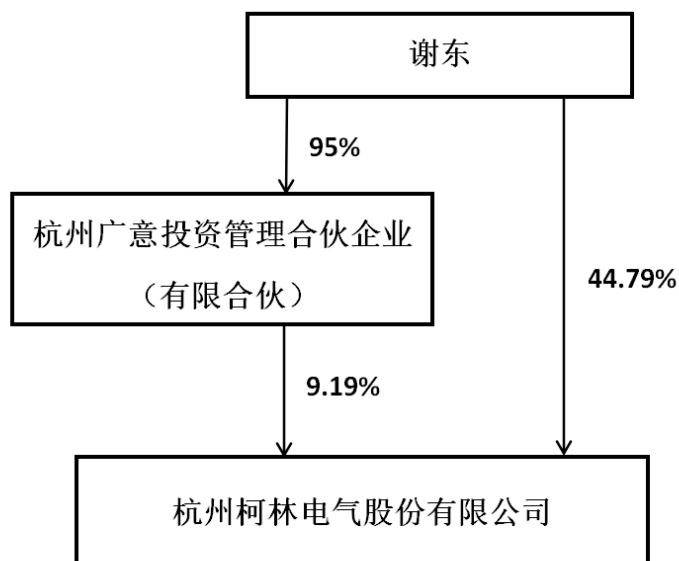 谢东
95%
杭州广意投资管理合伙企业
（有限合伙）
44.79%
9.19%
杭州柯林电气股份有限公司